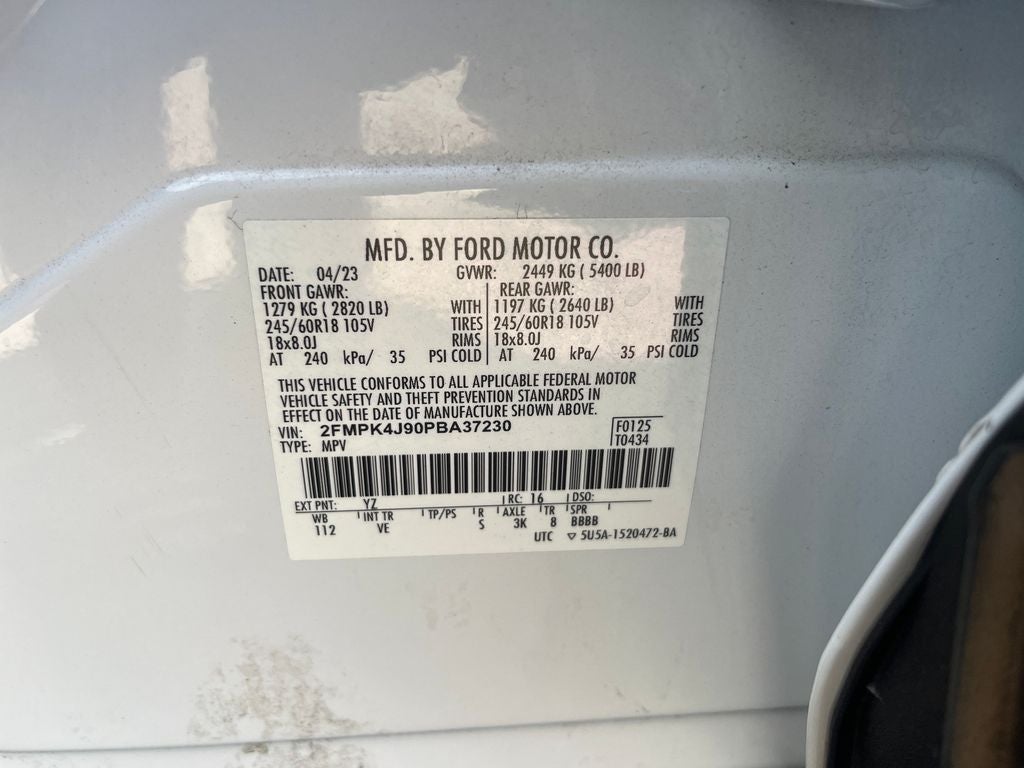 MFD. BY FORD MOTOR CO.
DATE: 04/23 GVWR: 2449 KG ( 5400 LB)
FRONT GAWR: REAR GAWR:
1279 KG ( 2820 LB) WITH 1197 KG ( 2640 LB) WITH
245/60R18 105V TIRES 245/60R18 105V TIRES
18x8.0J RIMS 18x8.0J RIMS
AT 240 kPa/ 35 PSI COLD AT 240 kPa/ 35 PSI COLD
THIS VEHICLE CONFORMS TO ALL APPLICABLE FEDERAL MOTOR
VEHICLE SAFETY AND THEFT PREVENTION STANDARDS IN
EFFECT ON THE DATE OF MANUFACTURE SHOWN ABOVE.
VIN: 2FMPK4J90PBA37230 F0125
TYPE: MPV T0434
EXT PNT: YZ RC: 16 DSO:
WB INT TR TP/PS R AXLE TR SPR
112 VE S 3K 8 BBBB
UTC ▽ 5U5A-1520472-BA